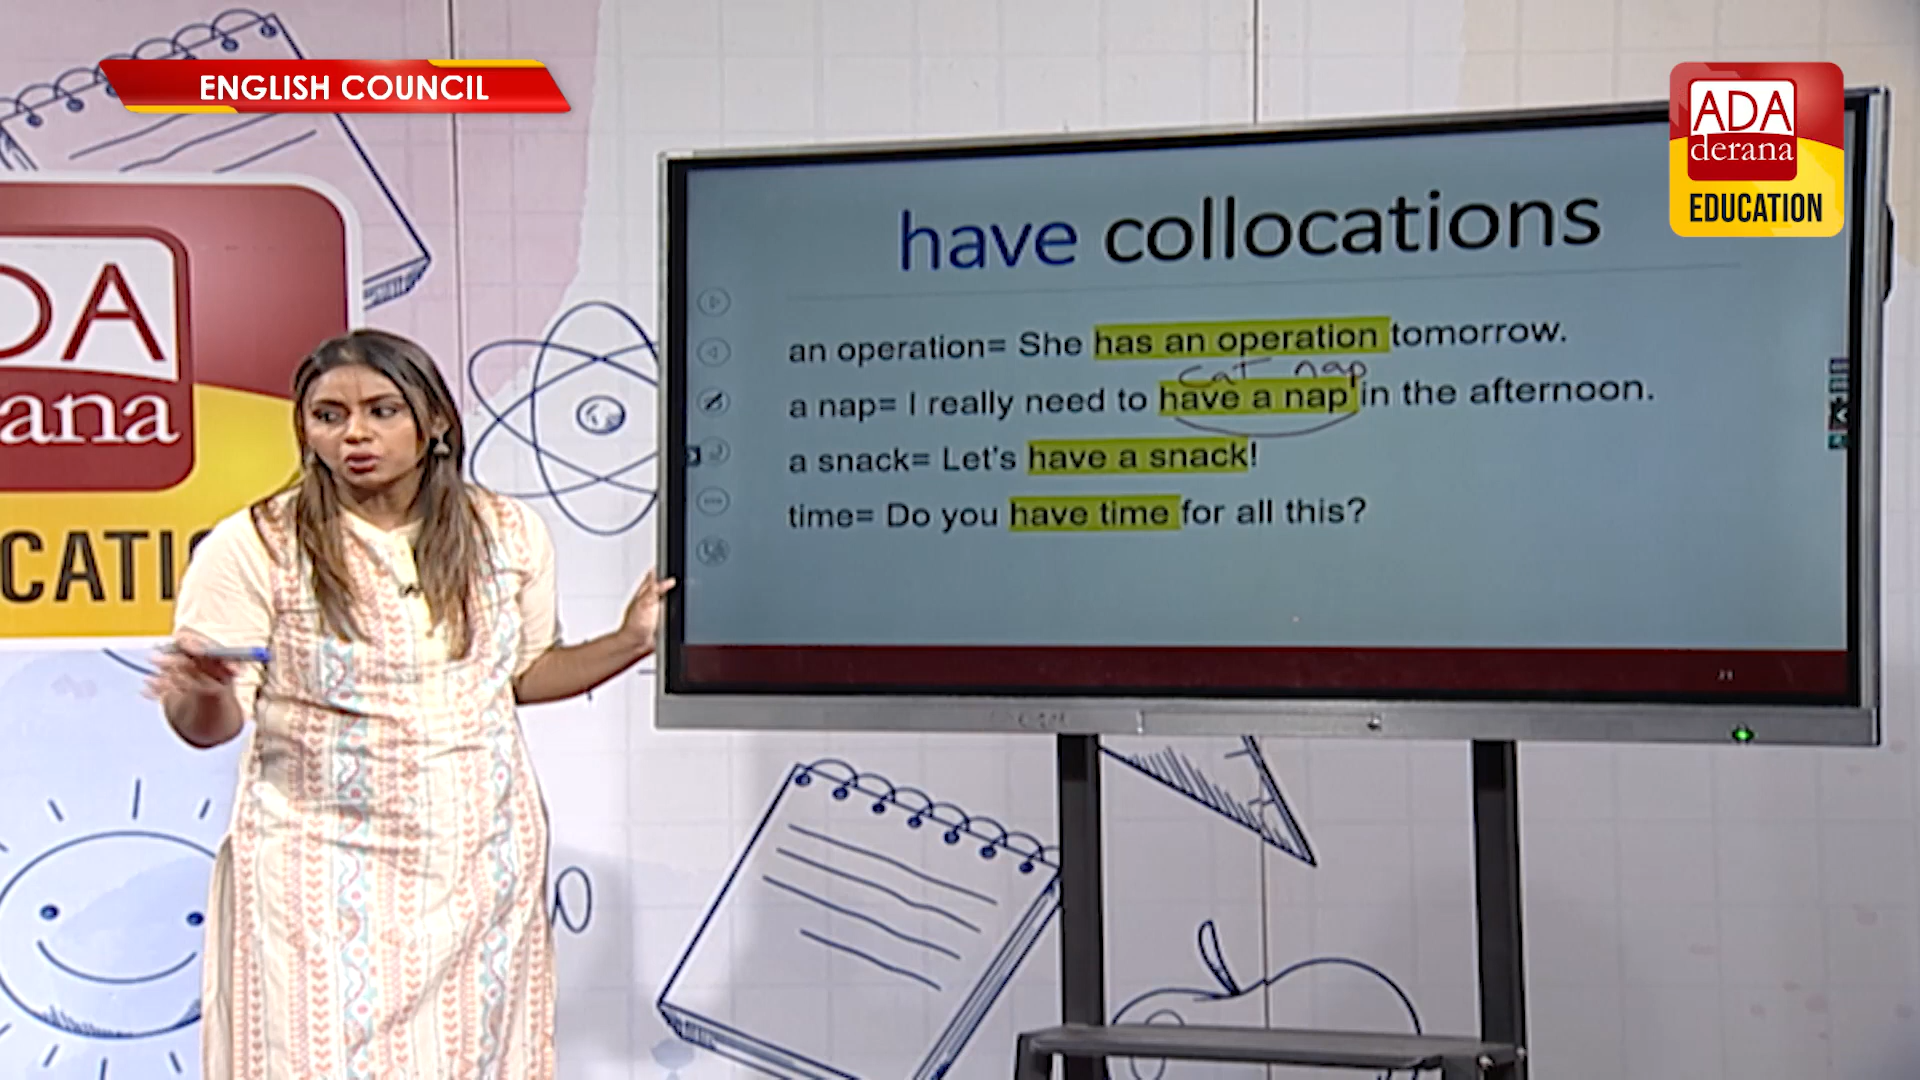 ENGLISH COUNCIL
ADA
derana
EDUCATION
DA
rana
CATI
have collocations
an operation= She has an operation tomorrow.
cat nap
a nap= I really need to have a nap in the afternoon.
a snack= Let's have a snack!
time= Do you have time for all this?